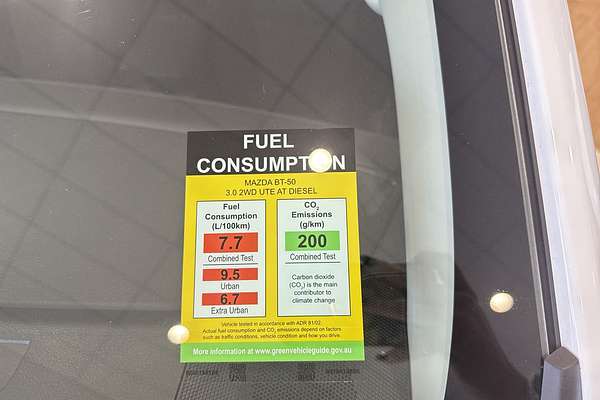 FUEL
CONSUMPTION
MAZDA BT-50
3.0 2WD UTE AT DIESEL
Fuel
Consumption
(L/100km)
7.7
Combined Test
9.5
Urban
6.7
Extra Urban
CO2
Emissions
(g/km)
200
Combined Test
Carbon dioxide
(CO2) is the main
contributor to
climate change
Vehicle tested in accordance with ADR 81/02.
Actual fuel consumption and CO2 emissions depend on factors
such as traffic conditions, vehicle condition and how you drive.
More information at www.greenvehicleguide.gov.au